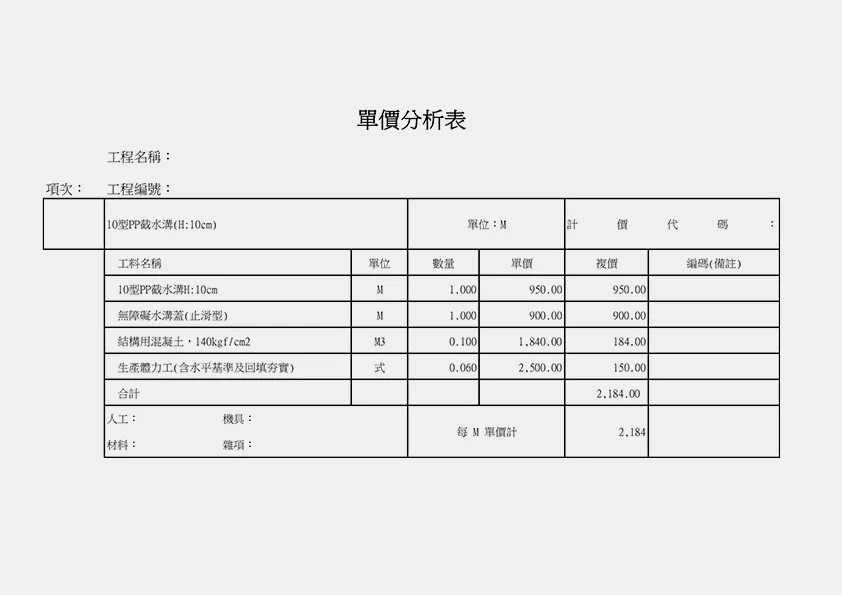 單價分析表
工程名稱：
項次： 工程編號：
10型PP截水溝(H:10cm) 單位：M 計價代碼：
工料名稱 單位 數量 單價 複價 編碼(備註)
10型PP截水溝H:10cm M 1.000 950.00 950.00
無障礙水溝蓋(止滑型) M 1.000 900.00 900.00
結構用混凝土，140kgf/cm2 M3 0.100 1,840.00 184.00
生產體力工(含水平基準及回填夯實) 式 0.060 2,500.00 150.00
合計 2,184.00
人工： 機具：
每 M 單價計 2,184
材料： 雜項：